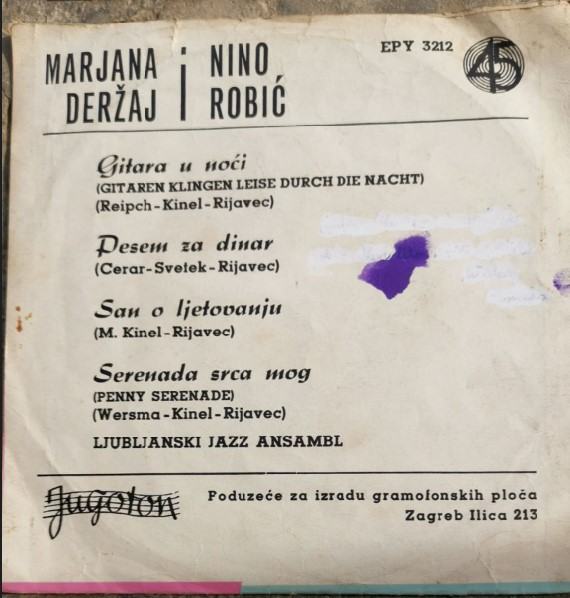 MARJANA i NINO
DERŽAJ ROBIĆ
EPY 3212
45
Gitara u noći
(GITAREN KLINGEN LEISE DURCH DIE NACHT)
(Reipch-Kinel-Rijavec)
Pesem za dinar
(Cerar-Svetek-Rijavec)
San o ljetovanju
(M. Kinel-Rijavec)
Serenada srca mog
(PENNY SERENADE)
(Wersma-Kinel-Rijavec)
LJUBLJANSKI JAZZ ANSAMBL
Jugoton
Poduzeće za izradu gramofonskih ploča
Zagreb Ilica 213